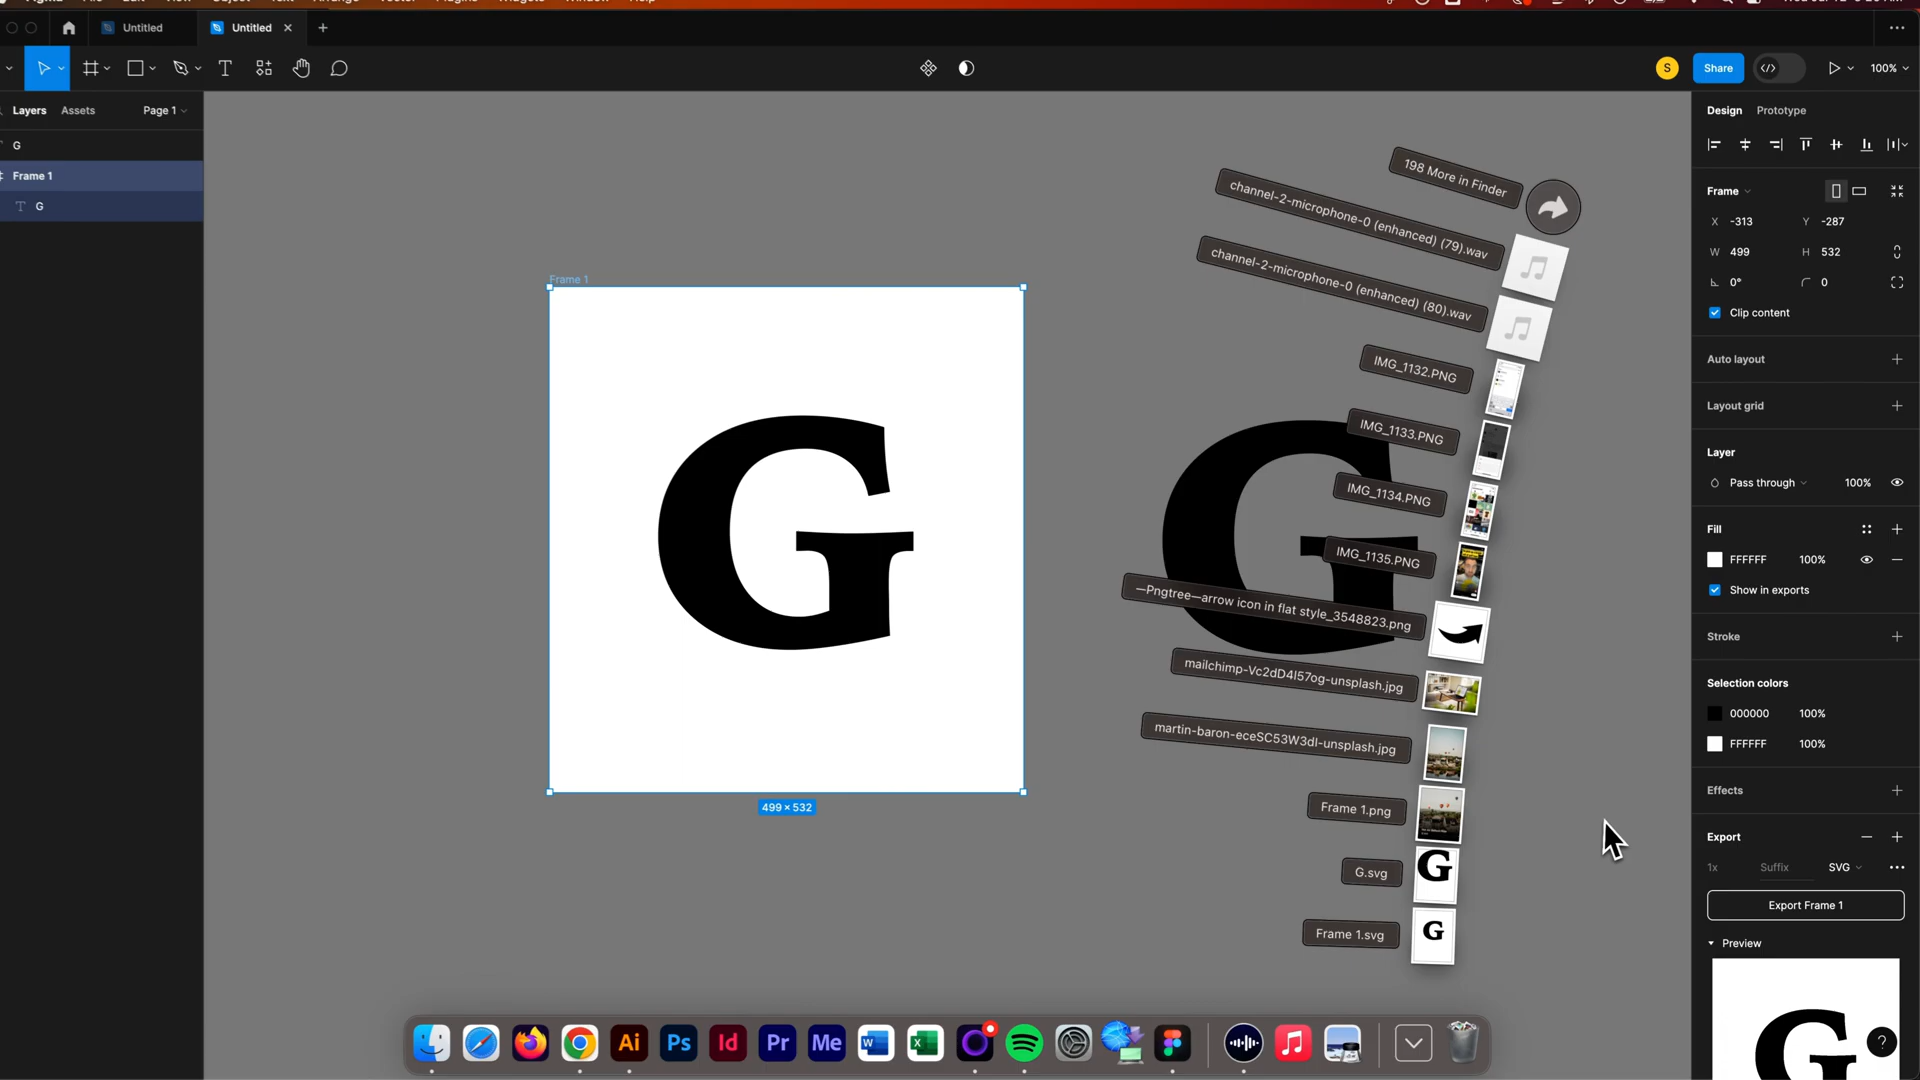 Untitled
Untitled
Share
100%
S
Layers
Assets
Page 1
G
Frame 1
G
Frame 1
G
499 × 532
G
198 More in Finder
channel-2-microphone-0 (enhanced) (79).wav
channel-2-microphone-0 (enhanced) (80).wav
IMG_1132.PNG
IMG_1133.PNG
IMG_1134.PNG
IMG_1135.PNG
—Pngtree—arrow icon in flat style_3548823.png
mailchimp-Vc2dD4l57og-unsplash.jpg
martin-baron-eceSC53W3dI-unsplash.jpg
Frame 1.png
G.svg
G
Frame 1.svg
G
Design
Prototype
Frame
X -313 Y -287
W 499 H 532
0° 0
Clip content
Auto layout
Layout grid
Layer
Pass through 100%
Fill
FFFFFF 100%
Show in exports
Stroke
Selection colors
000000 100%
FFFFFF 100%
Effects
Export
1x Suffix SVG
Export Frame 1
Preview
G
?
Ai
Ps
Id
Pr
Me
W
X